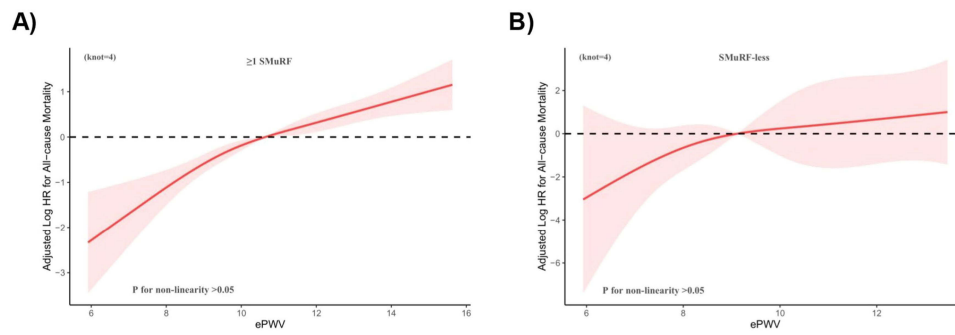 A)
(knot=4)
≥1 SMuRF
Adjusted Log HR for All-cause Mortality
1
0
−1
−2
−3
P for non-linearity >0.05
6
8
10
12
14
16
ePWV
B)
(knot=4)
SMuRF-less
Adjusted Log HR for All-cause Mortality
2
0
−2
−4
−6
P for non-linearity >0.05
6
8
10
12
ePWV